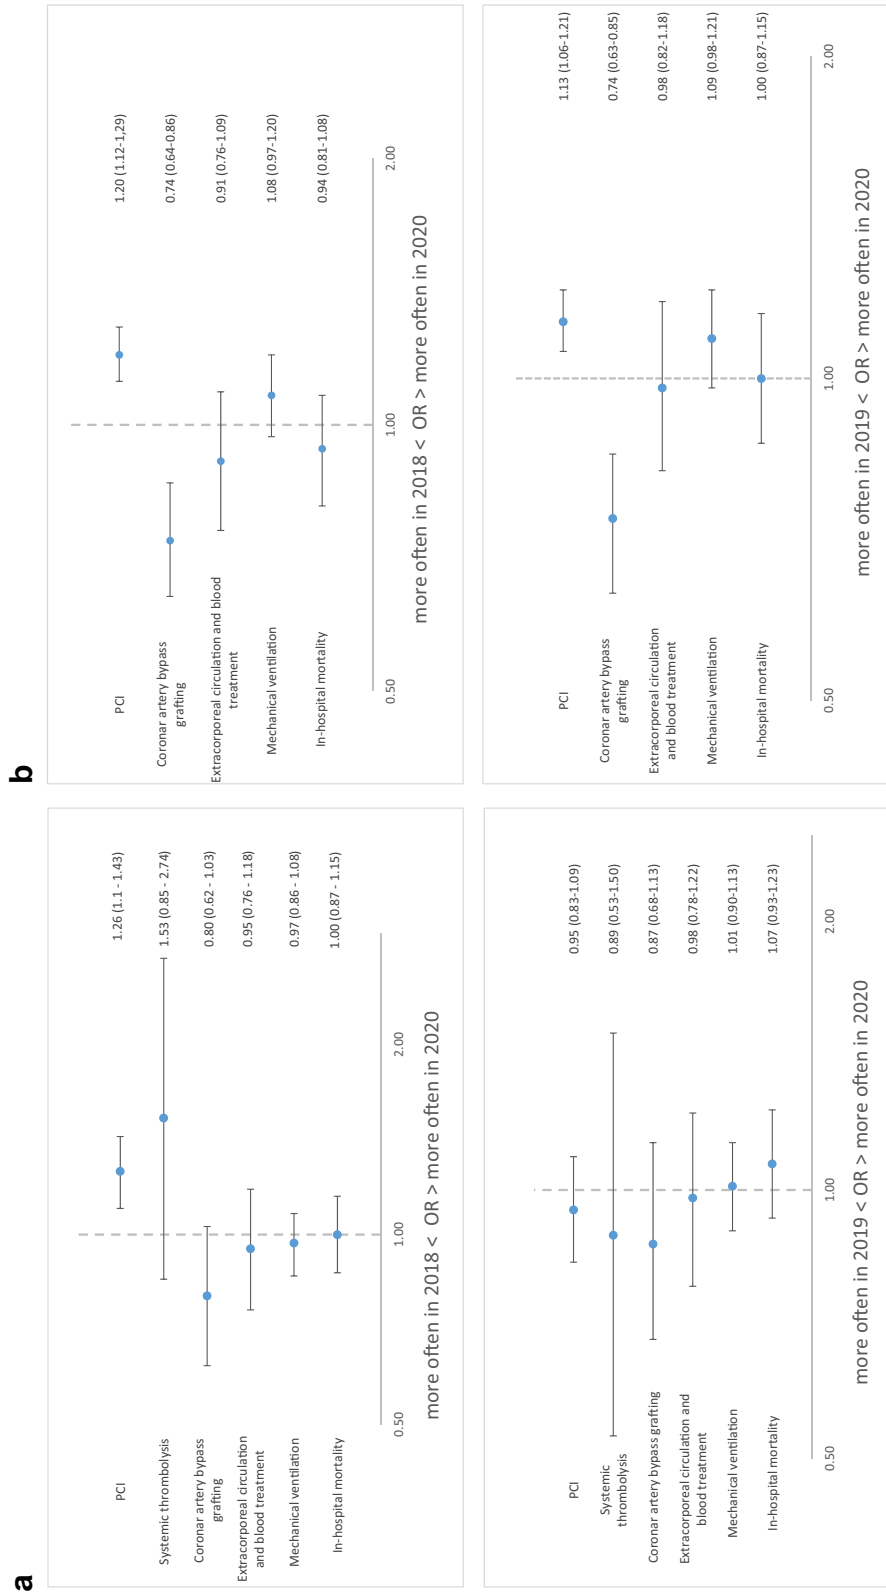 a
PCI
1.26 (1.1 - 1.43)
Systemic thrombolysis
1.53 (0.85 - 2.74)
Coronar artery bypass
grafting
0.80 (0.62 - 1.03)
Extracorporeal circulation
and blood treatment
0.95 (0.76 - 1.18)
Mechanical ventilation
0.97 (0.86 - 1.08)
In-hospital mortality
1.00 (0.87 - 1.15)
0.50
1.00
2.00
more often in 2018 < OR > more often in 2020
PCI
0.95 (0.83-1.09)
Systemic
thrombolysis
0.89 (0.53-1.50)
Coronar artery bypass grafting
0.87 (0.68-1.13)
Extracorporeal circulation and
blood treatment
0.98 (0.78-1.22)
Mechanical ventilation
1.01 (0.90-1.13)
In-hospital mortality
1.07 (0.93-1.23)
0.50
1.00
2.00
more often in 2019 < OR > more often in 2020
b
PCI
1.20 (1.12-1,29)
Coronar artery bypass
grafting
0.74 (0.64-0.86)
Extracorporeal circulation and blood
treatment
0.91 (0.76-1.09)
Mechanical ventilation
1.08 (0.97-1.20)
In-hospital mortality
0.94 (0.81-1.08)
0.50
1.00
2.00
more often in 2018 < OR > more often in 2020
PCI
1.13 (1.06-1.21)
Coronar artery bypass
grafting
0.74 (0.63-0.85)
Extracorporeal circulation
and blood treatment
0.98 (0.82-1.18)
Mechanical ventilation
1.09 (0.98-1.21)
In-hospital mortality
1.00 (0.87-1.15)
0.50
1.00
2.00
more often in 2019 < OR > more often in 2020